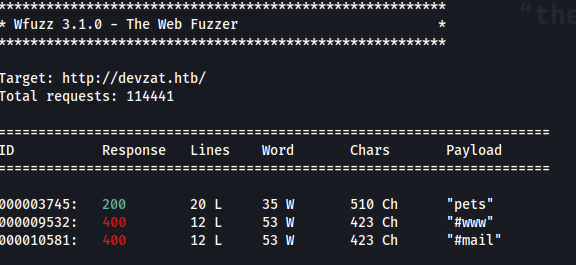 “the
********************************************************
* Wfuzz 3.1.0 - The Web Fuzzer *
********************************************************
Target: http://devzat.htb/
Total requests: 114441
=====================================================================
ID Response Lines Word Chars Payload
=====================================================================
000003745: 200 20 L 35 W 510 Ch "pets"
000009532: 400 12 L 53 W 423 Ch "#www"
000010581: 400 12 L 53 W 423 Ch "#mail"